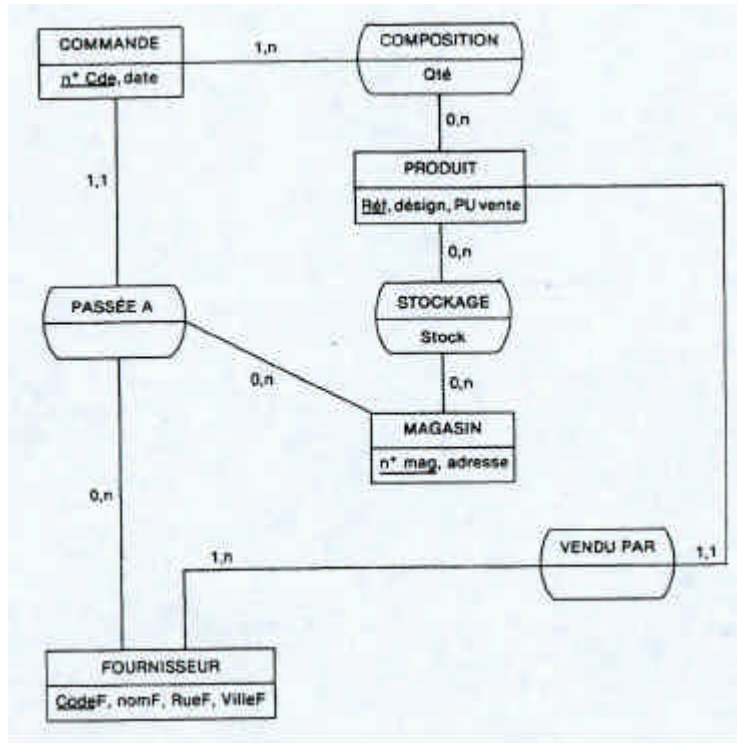 COMMANDE
n° Cde, date
1,n
COMPOSITION
Qté
0,n
1,1
PRODUIT
Réf, désign, PU vente
0,n
PASSÉE A
STOCKAGE
Stock
0,n
0,n
MAGASIN
n° mag, adresse
0,n
1,n
VENDU PAR
1,1
FOURNISSEUR
CodeF, nomF, RueF, VilleF